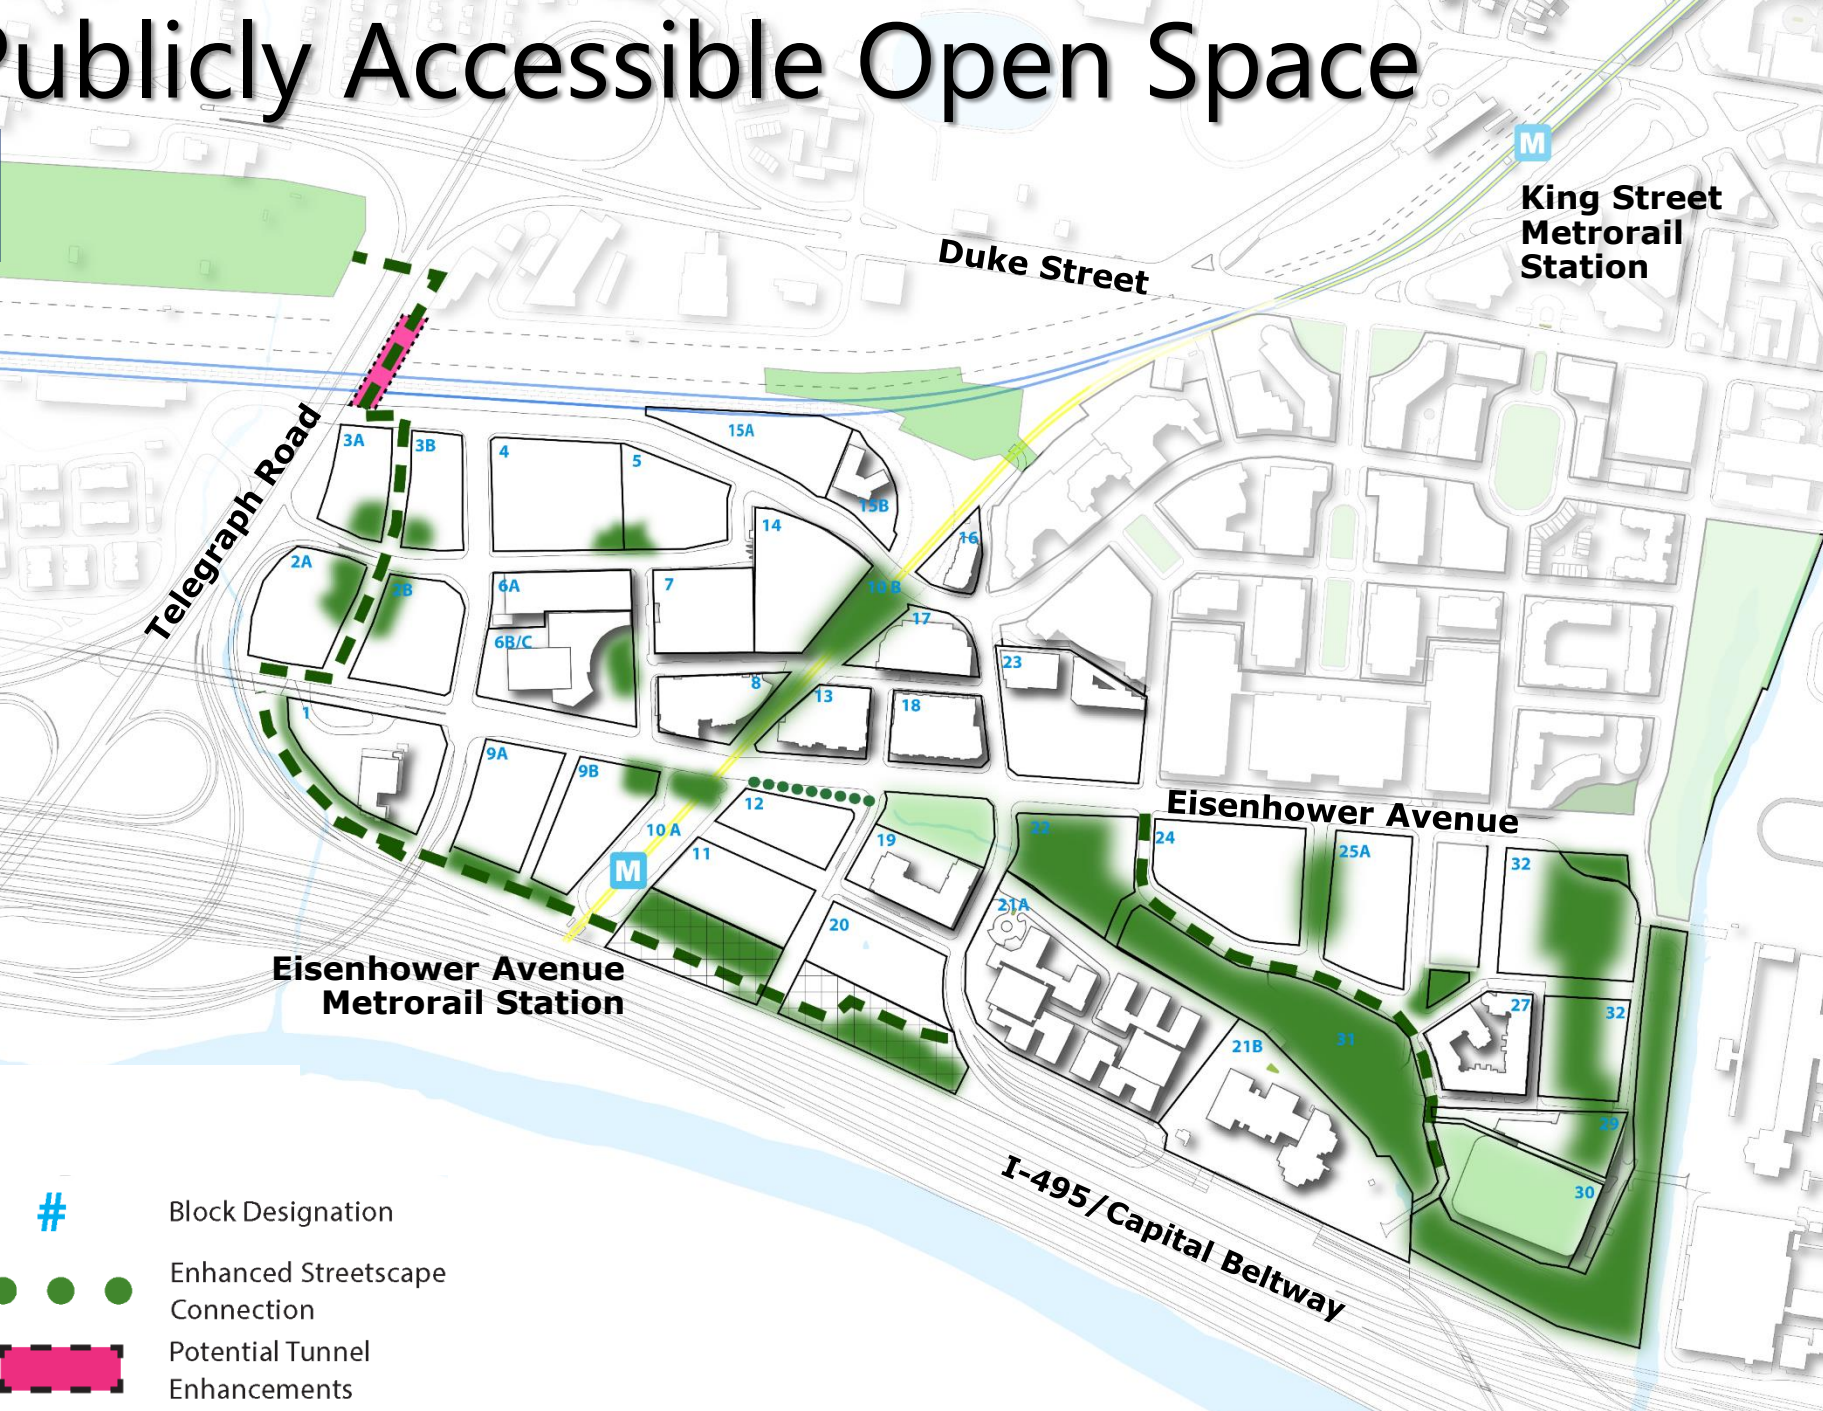 Publicly Accessible Open Space
M
King Street
Metrorail
Station
Duke Street
Telegraph Road
3A
3B
4
5
15A
15B
14
16
2A
2B
6A
7
10 B
17
6B/C
8
13
18
23
1
9A
9B
12
10 A
11
19
Eisenhower Avenue
22
24
25A
32
M
20
21A
Eisenhower Avenue
Metrorail Station
27
32
21B
31
29
30
I-495/Capital Beltway
# Block Designation
Enhanced Streetscape
Connection
Potential Tunnel
Enhancements